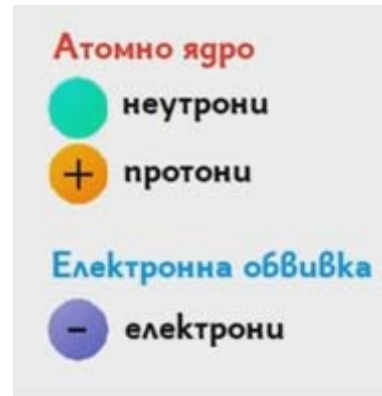 Атомно ядро
неутрони
+ протони
Електронна обвивка
- електрони